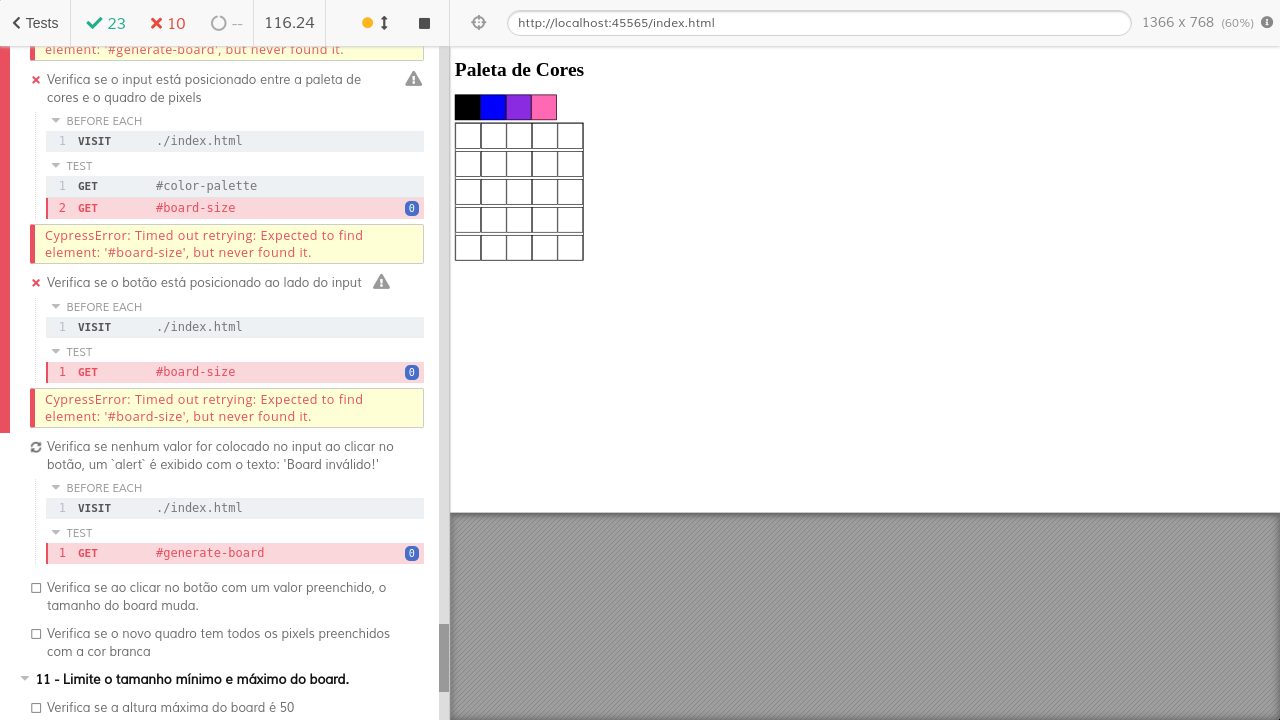 Tests 23 10 -- 116.24 http://localhost:45565/index.html 1366 x 768 (60%)
element: '#generate-board', but never found it.
Verifica se o input está posicionado entre a paleta de
cores e o quadro de pixels
BEFORE EACH
1 VISIT ./index.html
TEST
1 GET #color-palette
2 GET #board-size 0
CypressError: Timed out retrying: Expected to find
element: '#board-size', but never found it.
Verifica se o botão está posicionado ao lado do input
BEFORE EACH
1 VISIT ./index.html
TEST
1 GET #board-size 0
CypressError: Timed out retrying: Expected to find
element: '#board-size', but never found it.
Verifica se nenhum valor for colocado no input ao clicar no
botão, um `alert` é exibido com o texto: 'Board inválido!'
BEFORE EACH
1 VISIT ./index.html
TEST
1 GET #generate-board 0
Verifica se ao clicar no botão com um valor preenchido, o
tamanho do board muda.
Verifica se o novo quadro tem todos os pixels preenchidos
com a cor branca
11 - Limite o tamanho mínimo e máximo do board.
Verifica se a altura máxima do board é 50
Paleta de Cores